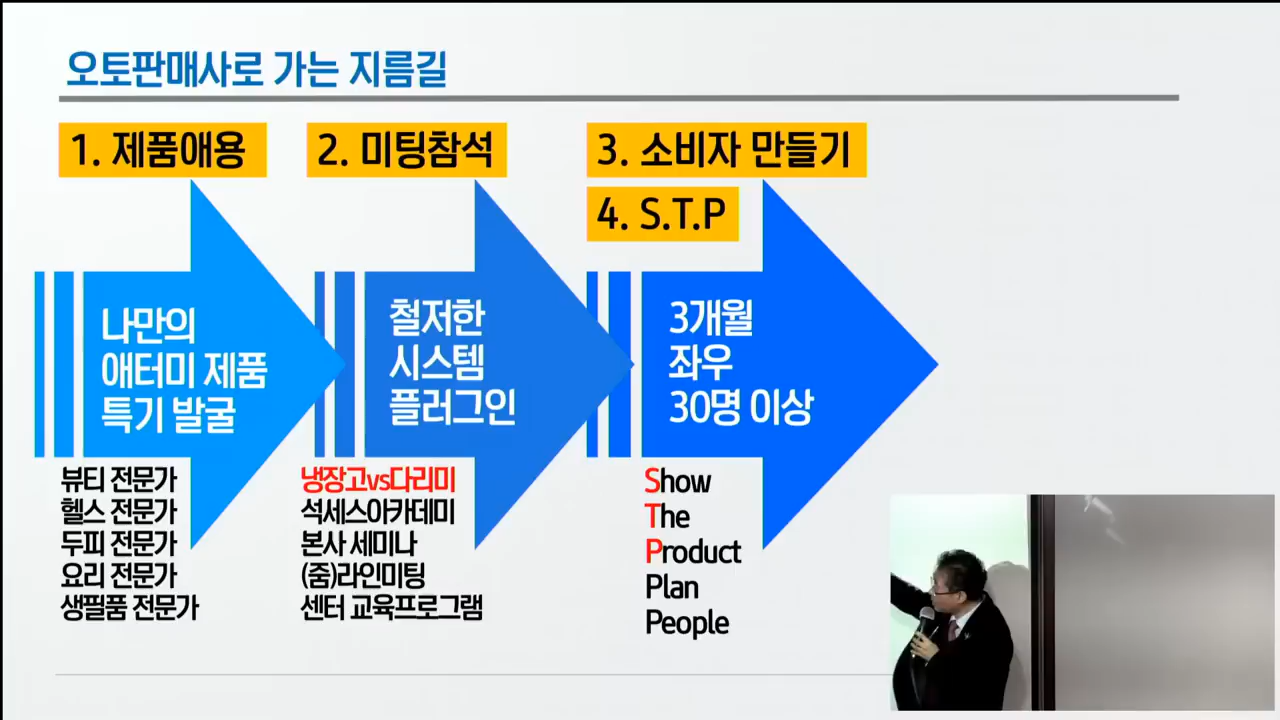 오토판매사로 가는 지름길
1. 제품애용
2. 미팅참석
3. 소비자 만들기
4. S.T.P
나만의
애터미 제품
특기 발굴
철저한
시스템
플러그인
3개월
좌우
30명 이상
뷰티 전문가
헬스 전문가
두피 전문가
요리 전문가
생필품 전문가
냉장고vs다리미
석세스아카데미
본사 세미나
(줌)라인미팅
센터 교육프로그램
Show
The
Product
Plan
People